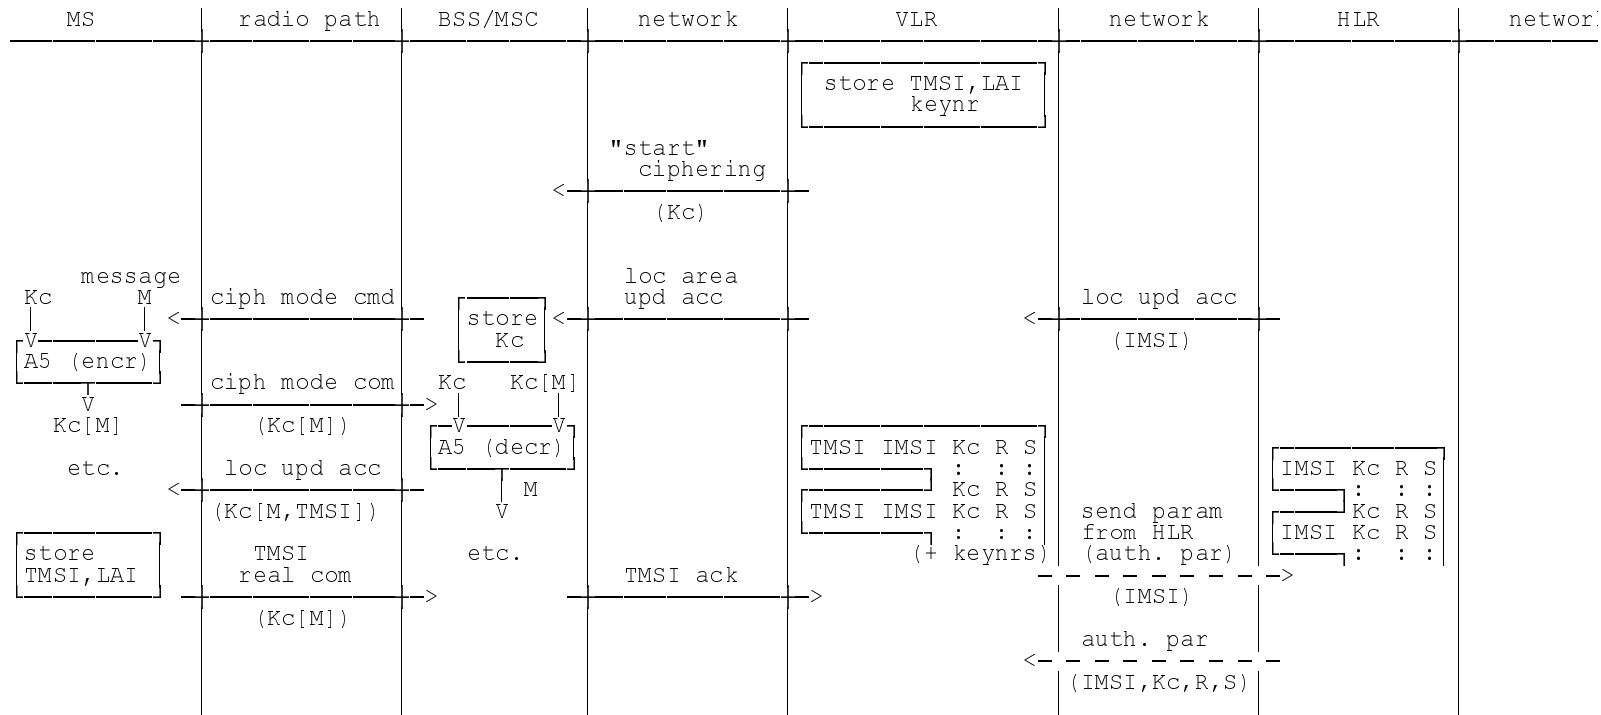 MS radio path BSS/MSC network VLR network HLR networ
store TMSI,LAI
keynr
"start"
ciphering
(Kc)
message loc area
Kc M ciph mode cmd upd acc loc upd acc
store
V V Kc (IMSI)
A5 (encr)
ciph mode com Kc Kc[M]
V
Kc[M] (Kc[M]) V V
A5 (decr) TMSI IMSI Kc R S
etc. loc upd acc : : : IMSI Kc R S
M Kc R S : : :
(Kc[M,TMSI]) V TMSI IMSI Kc R S send param Kc R S
: : : from HLR IMSI Kc R S
store TMSI etc. (+ keynrs) (auth. par) : : :
TMSI,LAI real com TMSI ack
(IMSI)
(Kc[M])
auth. par
(IMSI,Kc,R,S)